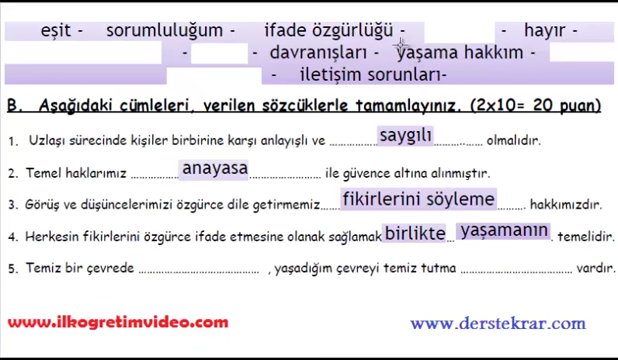 eşit - sorumluluğum - ifade özgürlüğü - - hayır -
- - davranışları - yaşama hakkım -
- iletişim sorunları-
B. Aşağıdaki cümleleri, verilen sözcüklerle tamamlayınız. (2x10= 20 puan)
1. Uzlaşı sürecinde kişiler birbirine karşı anlayışlı ve ……………saygılı…………… olmalıdır.
2. Temel haklarımız ……………anayasa…………………… ile güvence altına alınmıştır.
3. Görüş ve düşüncelerimizi özgürce dile getirmemiz……fikirlerini söyleme………. hakkımızdır.
4. Herkesin fikirlerini özgürce ifade etmesine olanak sağlamak birlikte… yaşamanın . temelidir.
5. Temiz bir çevrede …………………………………… , yaşadığım çevreyi temiz tutma ………………………………… vardır.
www.ilkogretimvideo.com www.derstekrar.com